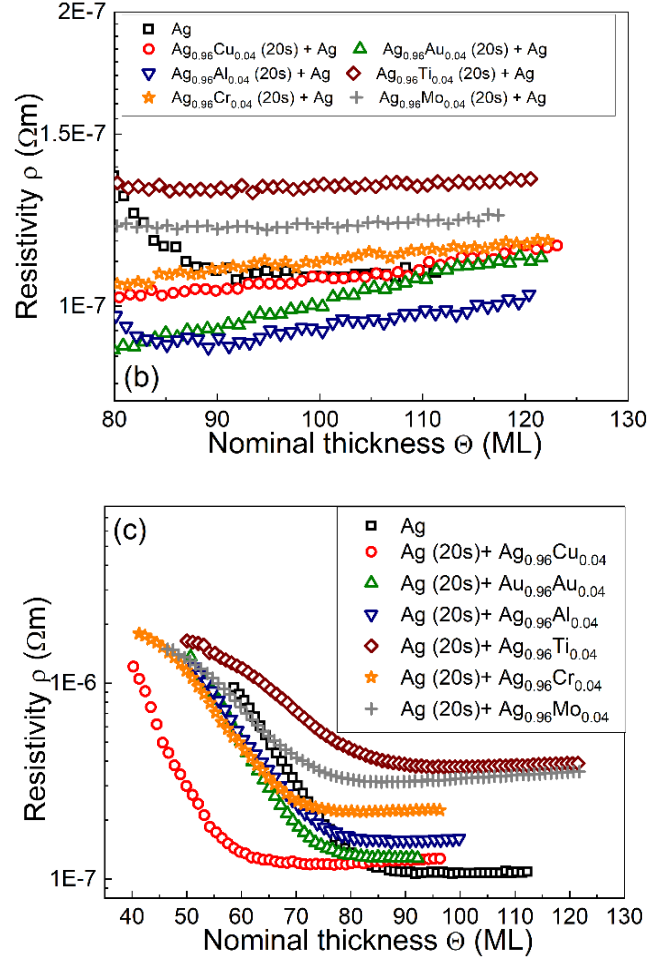 2E-7
Ag
Ag0.96Cu0.04 (20s) + Ag
Ag0.96Au0.04 (20s) + Ag
Ag0.96Al0.04 (20s) + Ag
Ag0.96Ti0.04 (20s) + Ag
Ag0.96Cr0.04 (20s) + Ag
Ag0.96Mo0.04 (20s) + Ag
1.5E-7
1E-7
Resistivity ρ (Ωm)
(b)
80 90 100 110 120 130
Nominal thickness Θ (ML)
(c)
Ag
Ag (20s)+ Ag0.96Cu0.04
Ag (20s)+ Au0.96Au0.04
Ag (20s)+ Ag0.96Al0.04
Ag (20s)+ Ag0.96Ti0.04
Ag (20s)+ Ag0.96Cr0.04
Ag (20s)+ Ag0.96Mo0.04
1E-6
1E-7
Resistivity ρ (Ωm)
40 50 60 70 80 90 100 110 120 130
Nominal thickness Θ (ML)